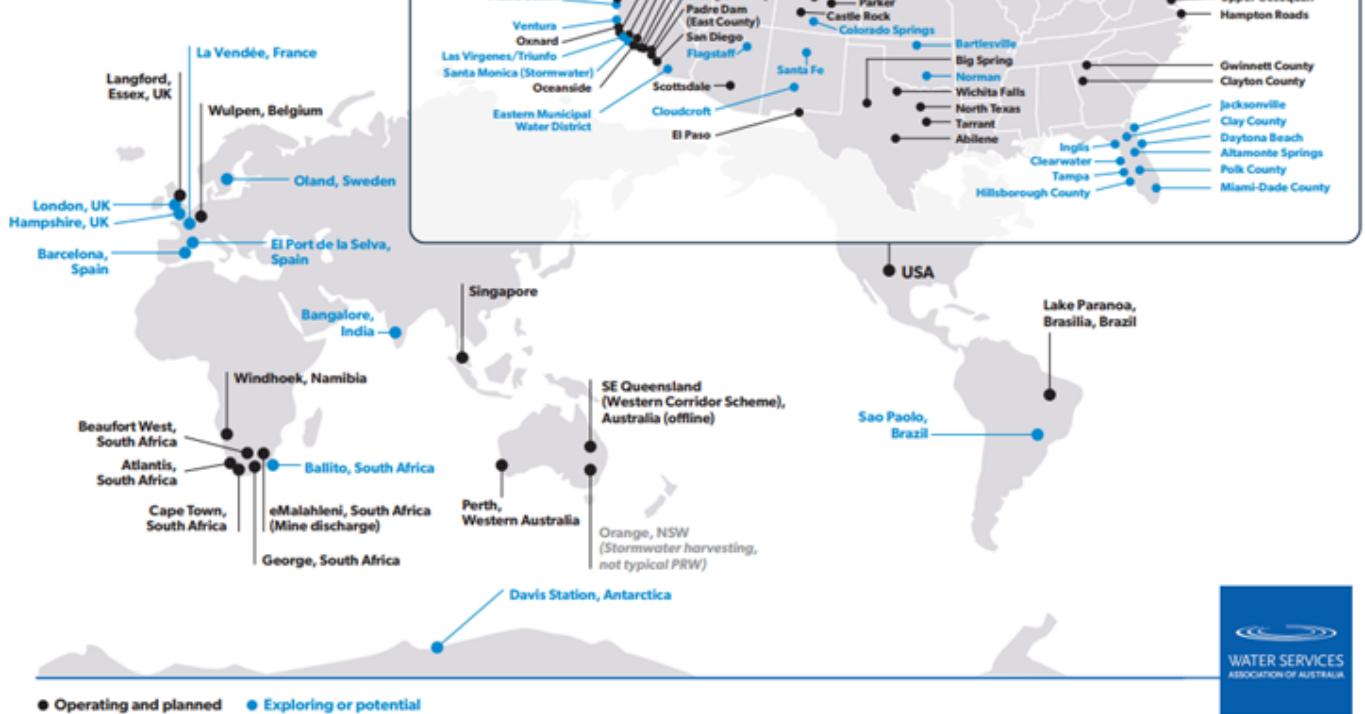 Padre Dam
(East County)
San Diego
Parker
Castle Rock
Colorado Springs
Hampton Roads
Ventura
Oxnard
Las Virgenes/Triunfo
Santa Monica (Stormwater)
Oceanside
Eastern Municipal
Water District
Flagstaff
Santa Fe
Scottsdale
Cloudcroft
El Paso
Bartlesville
Big Spring
Norman
Wichita Falls
North Texas
Tarrant
Abilene
Gwinnett County
Clayton County
Jacksonville
Clay County
Daytona Beach
Altamonte Springs
Polk County
Miami-Dade County
Inglis
Clearwater
Tampa
Hillsborough County
La Vendée, France
Langford,
Essex, UK
Wulpen, Belgium
Oland, Sweden
London, UK
Hampshire, UK
Barcelona,
Spain
El Port de la Selva,
Spain
USA
Singapore
Bangalore,
India
Lake Paranoa,
Brasilia, Brazil
Windhoek, Namibia
SE Queensland
(Western Corridor Scheme),
Australia (offline)
Beaufort West,
South Africa
Sao Paolo,
Brazil
Atlantis,
South Africa
Ballito, South Africa
Cape Town,
South Africa
eMalahleni, South Africa
(Mine discharge)
George, South Africa
Perth,
Western Australia
Orange, NSW
(Stormwater harvesting,
not typical PRW)
Davis Station, Antarctica
WATER SERVICES
ASSOCIATION OF AUSTRALIA
Operating and planned
Exploring or potential